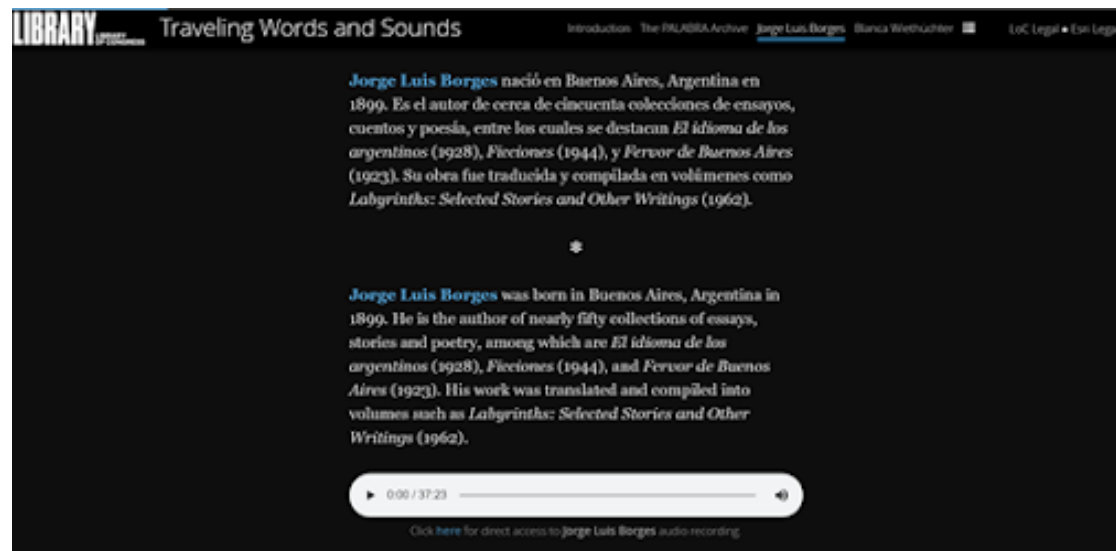 LIBRARY LIBRARY OF CONGRESS
Traveling Words and Sounds
Introduction The PALABRA Archive Jorge Luis Borges Blanca Wiethüchter
LoC Legal • Esri Lega
Jorge Luis Borges nació en Buenos Aires, Argentina en
1899. Es el autor de cerca de cincuenta colecciones de ensayos,
cuentos y poesía, entre los cuales se destacan El idioma de los
argentinos (1928), Ficciones (1944), y Fervor de Buenos Aires
(1923). Su obra fue traducida y compilada en volúmenes como
Labyrinths: Selected Stories and Other Writings (1962).
*
Jorge Luis Borges was born in Buenos Aires, Argentina in
1899. He is the author of nearly fifty collections of essays,
stories and poetry, among which are El idioma de los
argentinos (1928), Ficciones (1944), and Fervor de Buenos
Aires (1923). His work was translated and compiled into
volumes such as Labyrinths: Selected Stories and Other
Writings (1962).
0:00 / 37:23
Click here for direct access to Jorge Luis Borges audio recording